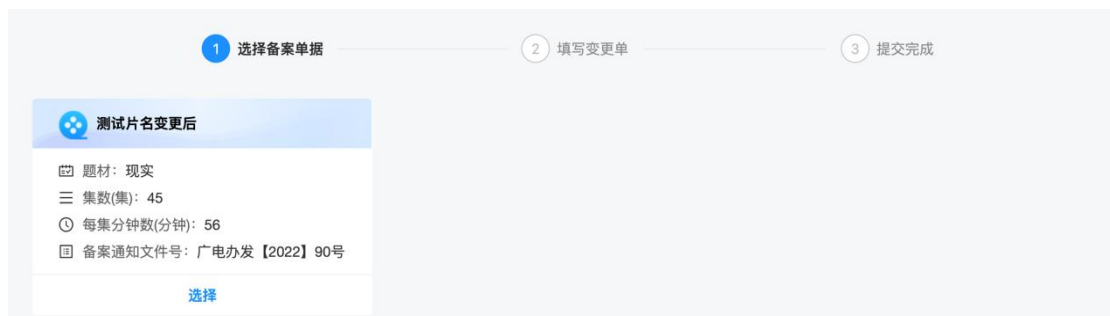 1 选择备案单据 2 填写变更单 3 提交完成
测试片名变更后
题材：现实
集数(集)：45
每集分钟数(分钟)：56
备案通知文件号：广电办发【2022】90号
选择